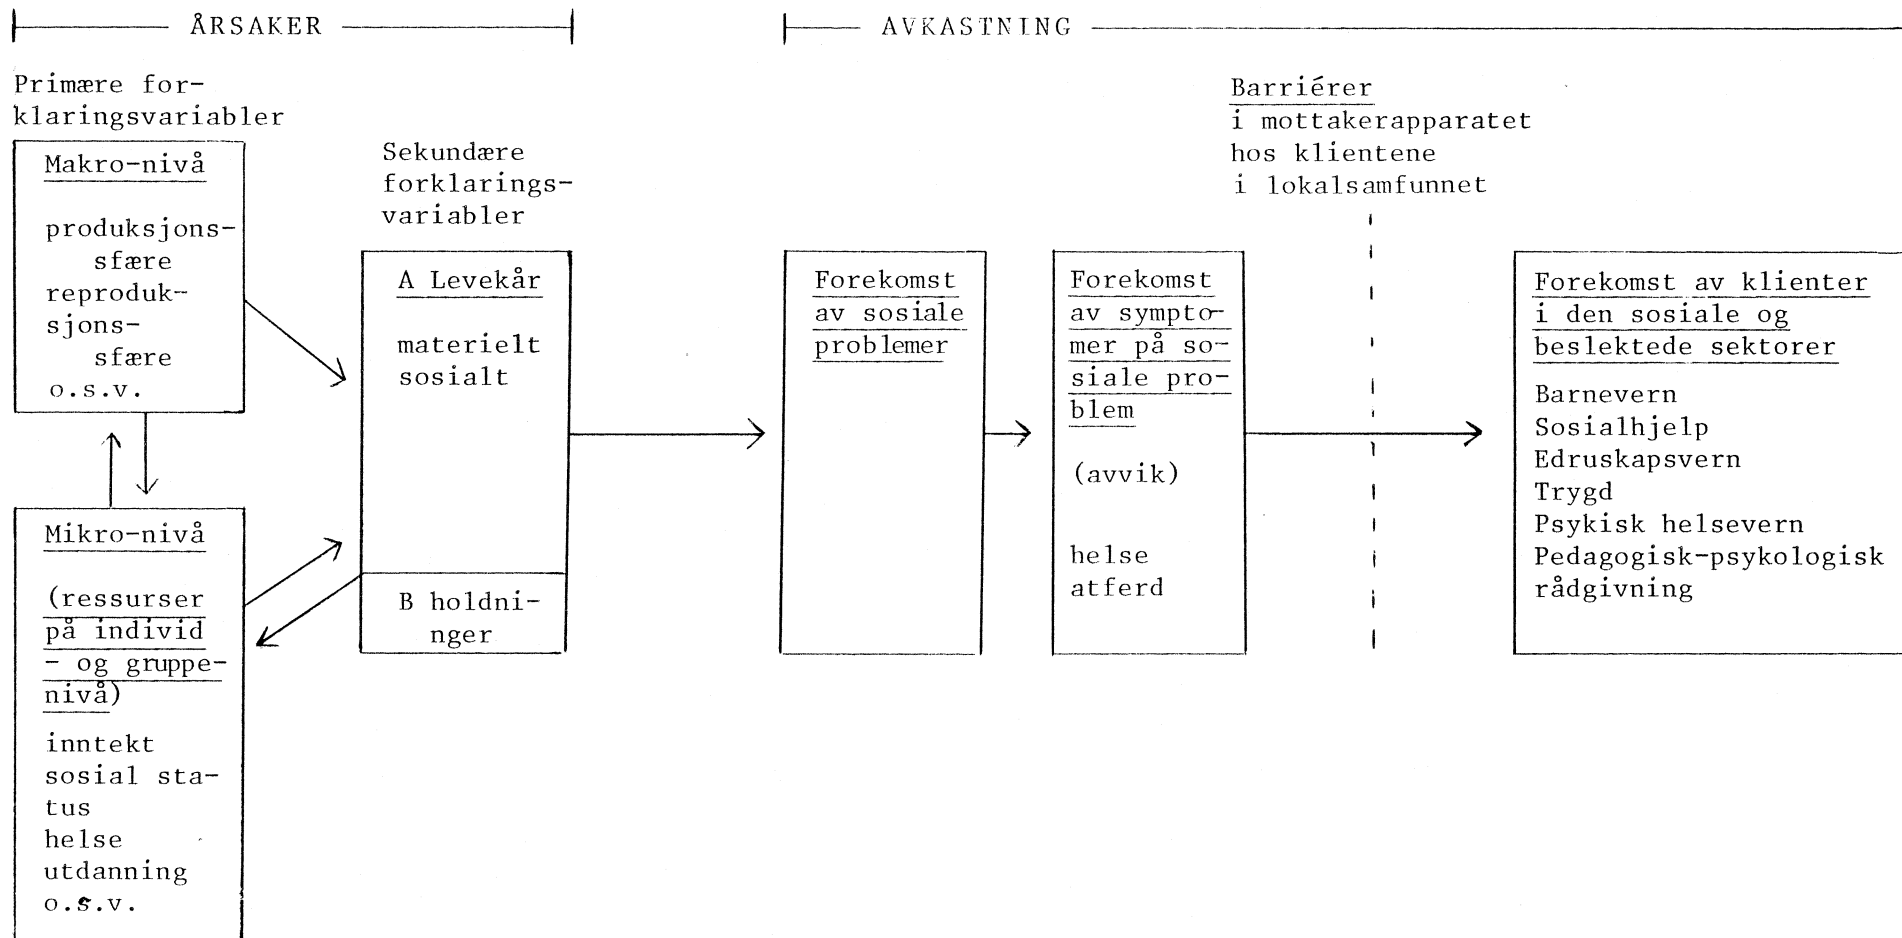 ÅRSAKER
AVKASTNING
Primære for-
klaringsvariabler
Makro-nivå
produksjons-
sfære
reproduk-
sjons-
sfære
o.s.v.
Mikro-nivå
(ressurser
på individ
- og gruppe-
nivå)
inntekt
sosial sta-
tus
helse
utdanning
o.s.v.
Sekundære
forklarings-
variabler
A Levekår
materielt
sosialt
B holdni-
nger
Forekomst
av sosiale
problemer
Forekomst
av sympto-
mer på so-
siale pro-
blem
(avvik)
helse
atferd
Barriérer
i mottakerapparatet
hos klientene
i lokalsamfunnet
Forekomst av klienter
i den sosiale og
beslektede sektorer
Barnevern
Sosialhjelp
Edruskapsvern
Trygd
Psykisk helsevern
Pedagogisk-psykologisk
rådgivning